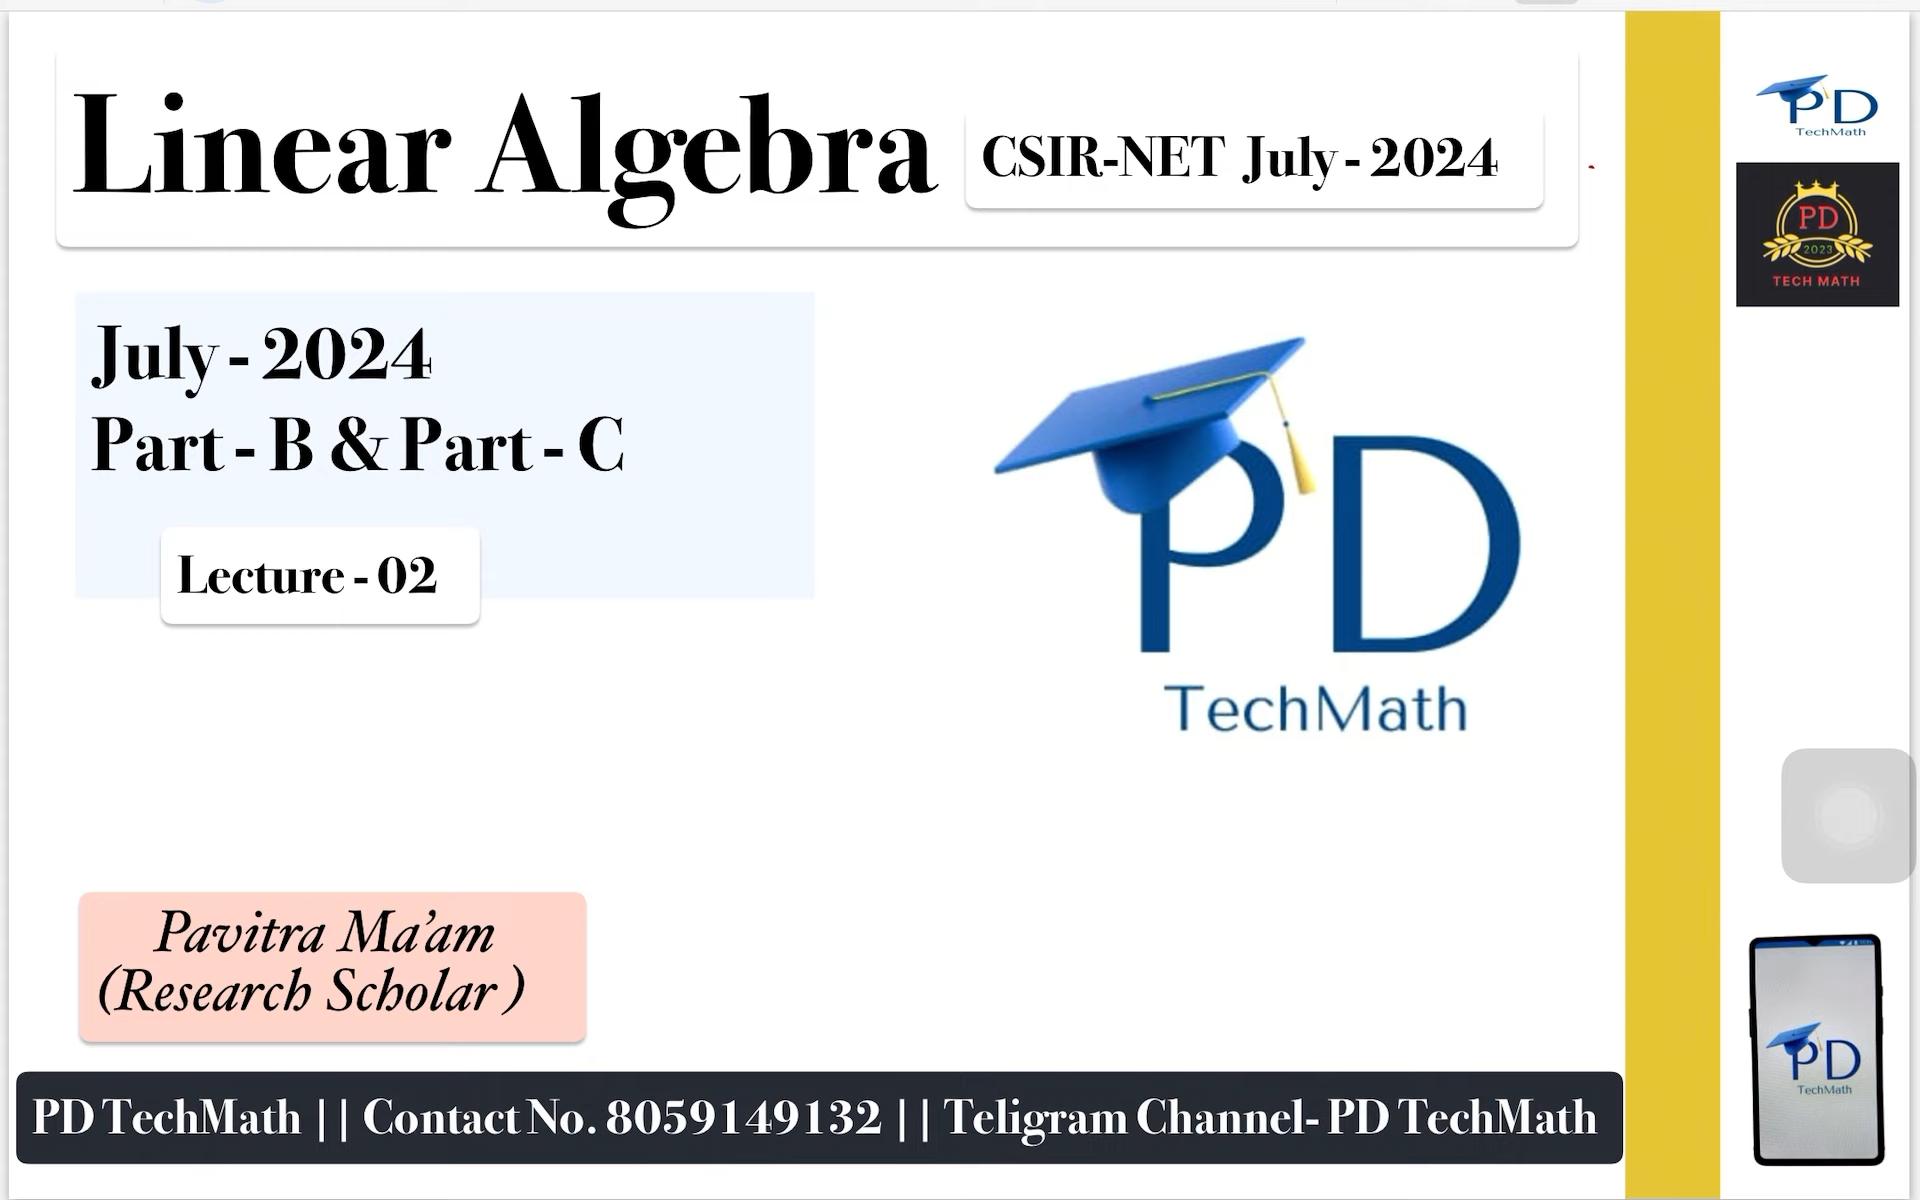 Linear Algebra
CSIR-NET July - 2024
July - 2024
Part - B & Part - C
Lecture - 02
PD
TechMath
Pavitra Ma'am
(Research Scholar )
PD TechMath || Contact No. 8059149132 || Teligram Channel- PD TechMath
PD
TechMath
PD
2023
TECH MATH
PD
TechMath